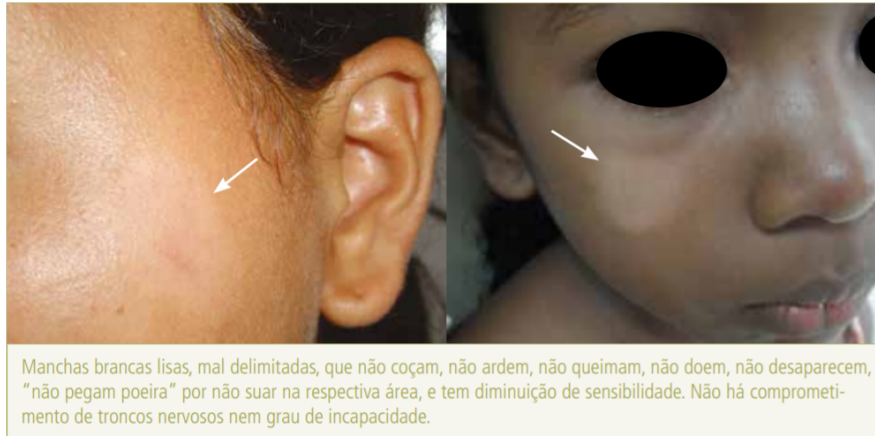 Manchas brancas lisas, mal delimitadas, que não coçam, não ardem, não queimam, não doem, não desaparecem,
“não pegam poeira” por não suar na respectiva área, e tem diminuição de sensibilidade. Não há comprometi-
mento de troncos nervosos nem grau de incapacidade.